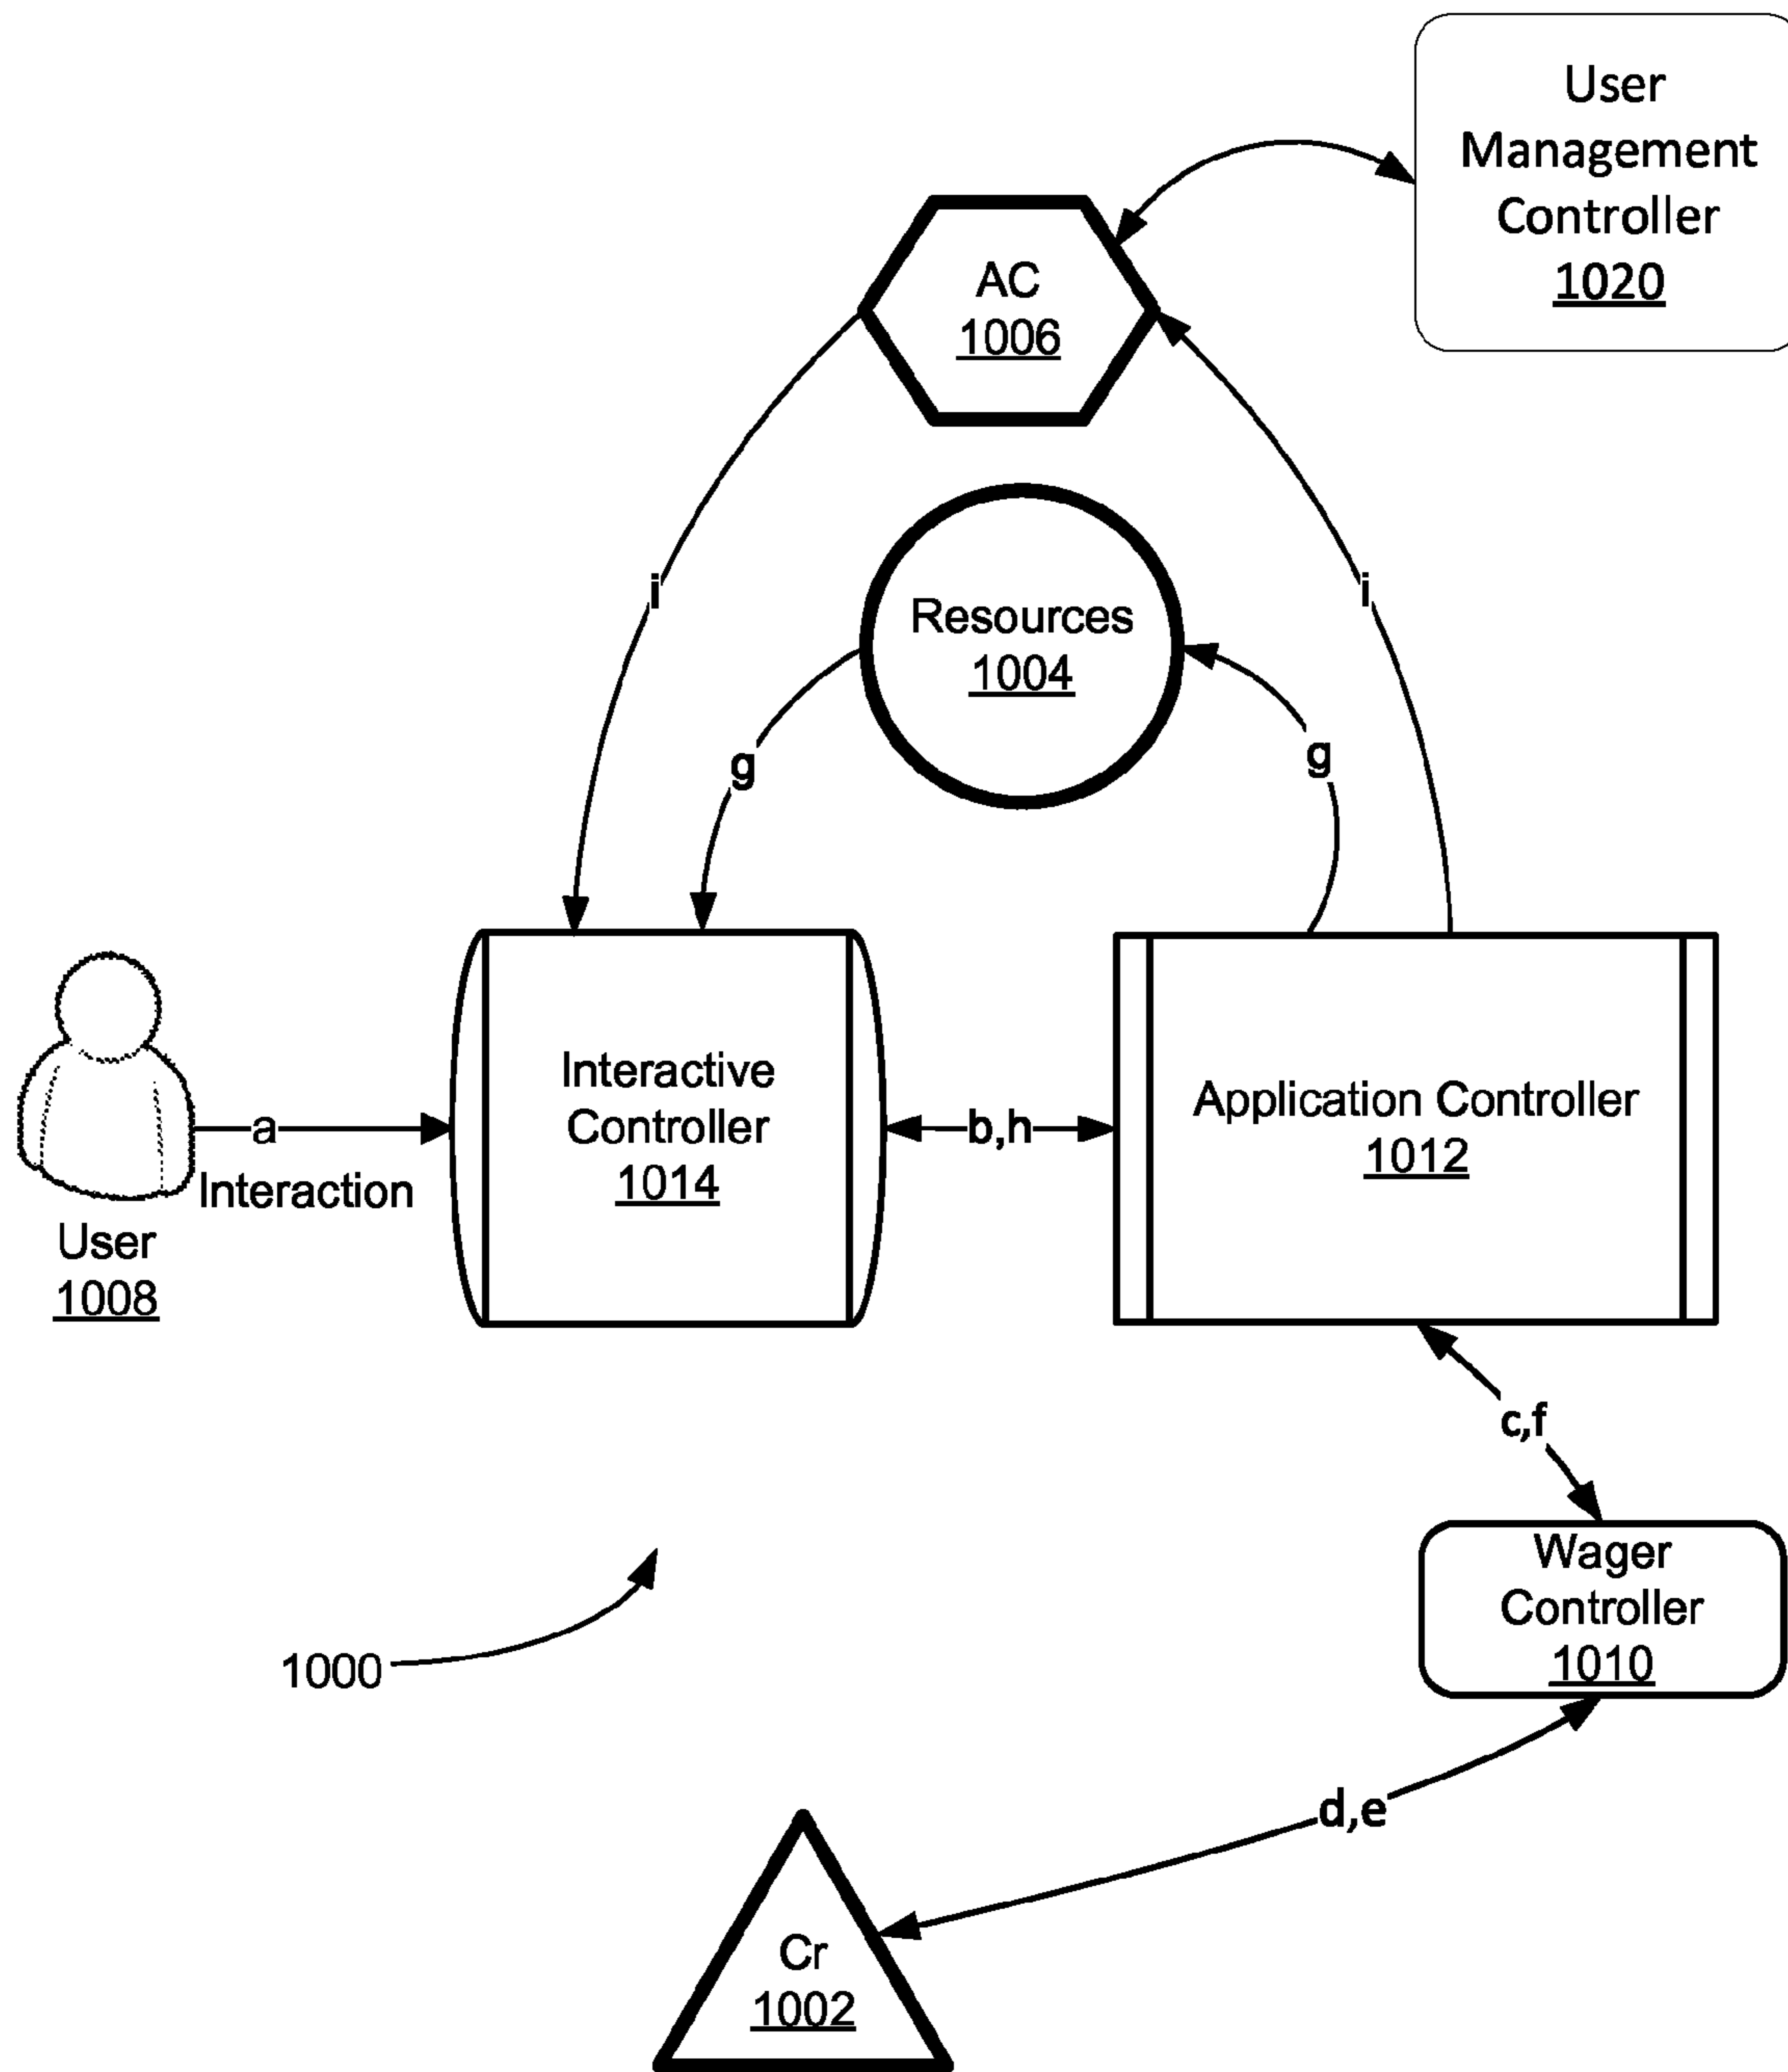 User
Management
Controller
1020
AC
1006
i
i
Resources
1004
g
g
Interactive
Controller
1014
Application Controller
1012
a
Interaction
b,h
User
1008
c,f
Wager
Controller
1010
1000
d,e
Cr
1002